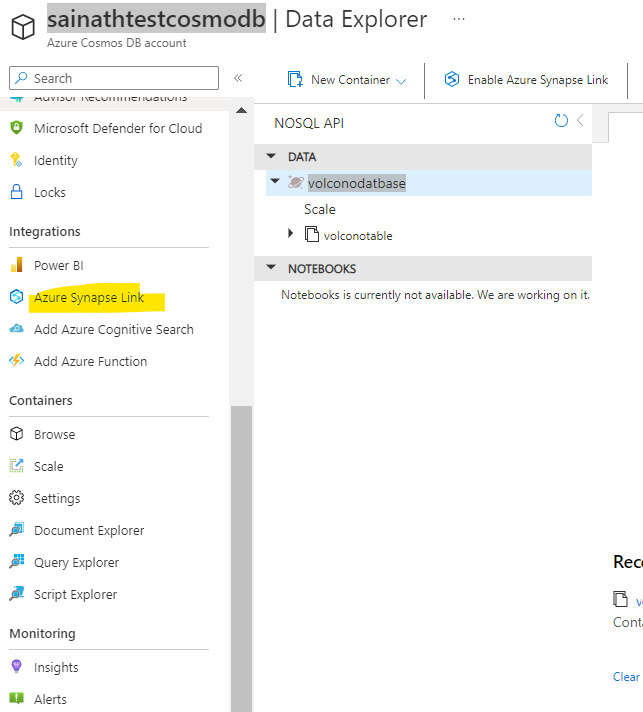 sainathtestcosmodb | Data Explorer ...
Azure Cosmos DB account
Search «
New Container
Enable Azure Synapse Link
Advisor Recommendations
Microsoft Defender for Cloud
Identity
Locks
Integrations
Power BI
Azure Synapse Link
Add Azure Cognitive Search
Add Azure Function
Containers
Browse
Scale
Settings
Document Explorer
Query Explorer
Script Explorer
Monitoring
Insights
Alerts
NOSQL API
DATA
volconodatbase
Scale
volconotable
NOTEBOOKS
Notebooks is currently not available. We are working on it.
Rec
v
Cont
Clear